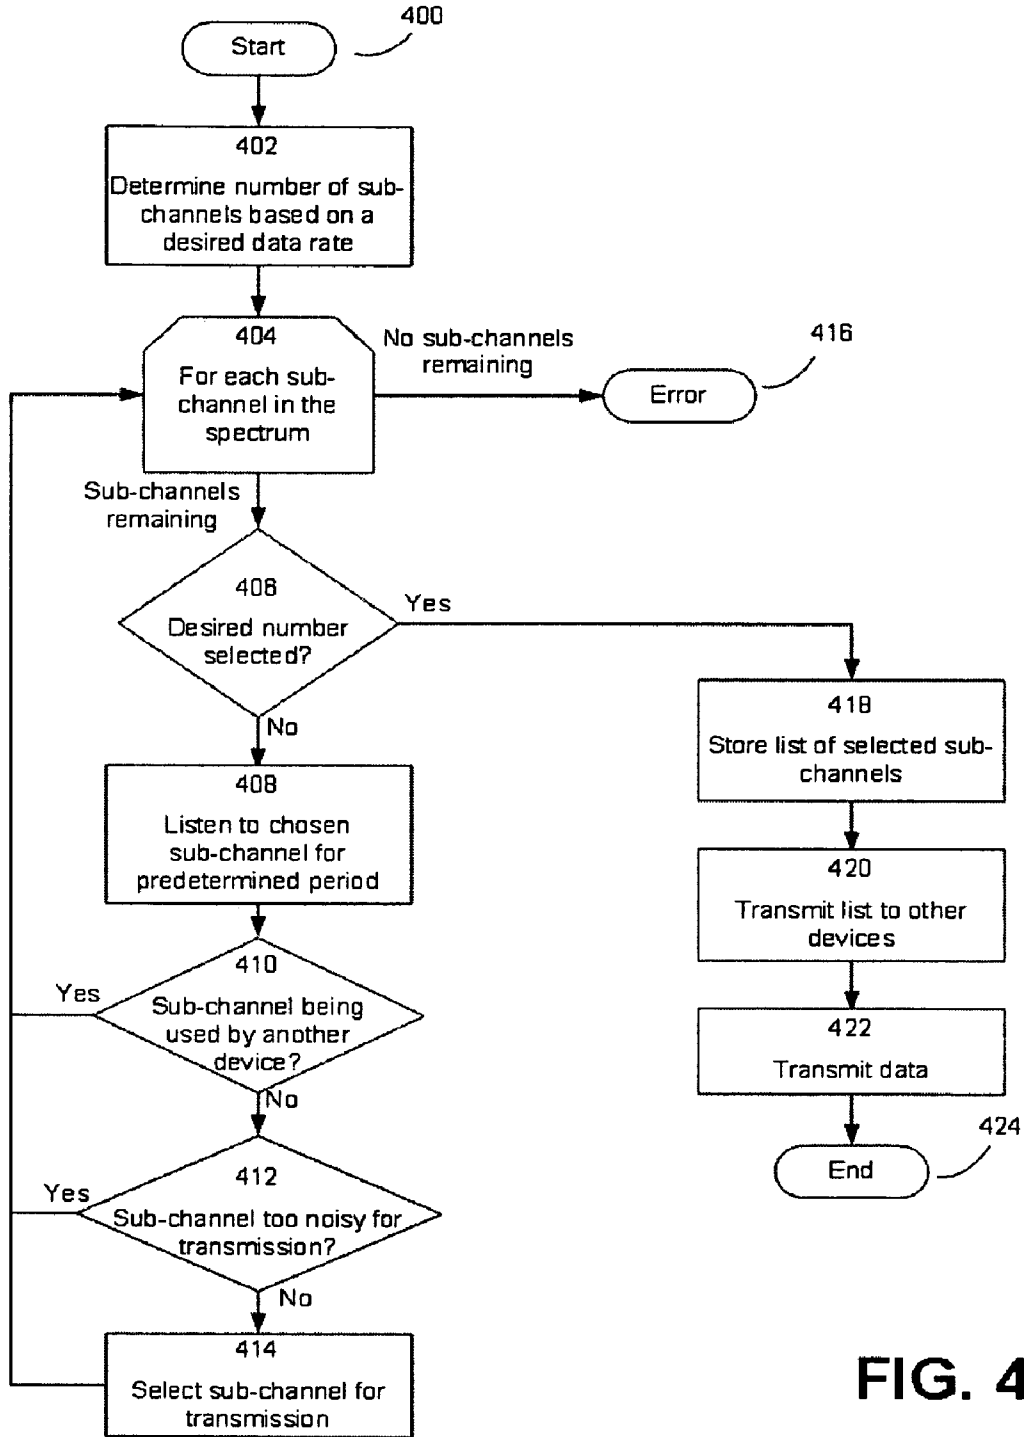 400
Start
402
Determine number of sub-
channels based on a
desired data rate
404
For each sub-
channel in the
spectrum
No sub-channels
remaining
416
Error
Sub-channels
remaining
406
Desired number
selected?
Yes
No
408
Listen to chosen
sub-channel for
predetermined period
410
Sub-channel being
used by another
device?
Yes
No
412
Sub-channel too noisy for
transmission?
Yes
No
414
Select sub-channel for
transmission
418
Store list of selected sub-
channels
420
Transmit list to other
devices
422
Transmit data
424
End
FIG. 4